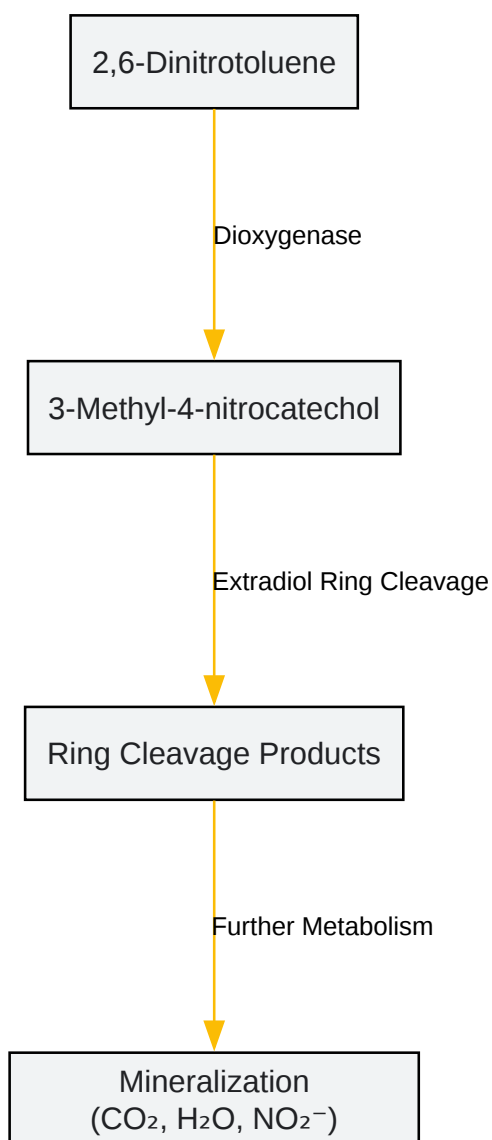 2,6-Dinitrotoluene
Dioxygenase
3-Methyl-4-nitrocatechol
Extradiol Ring Cleavage
Ring Cleavage Products
Further Metabolism
Mineralization
(CO₂, H₂O, NO₂⁻)